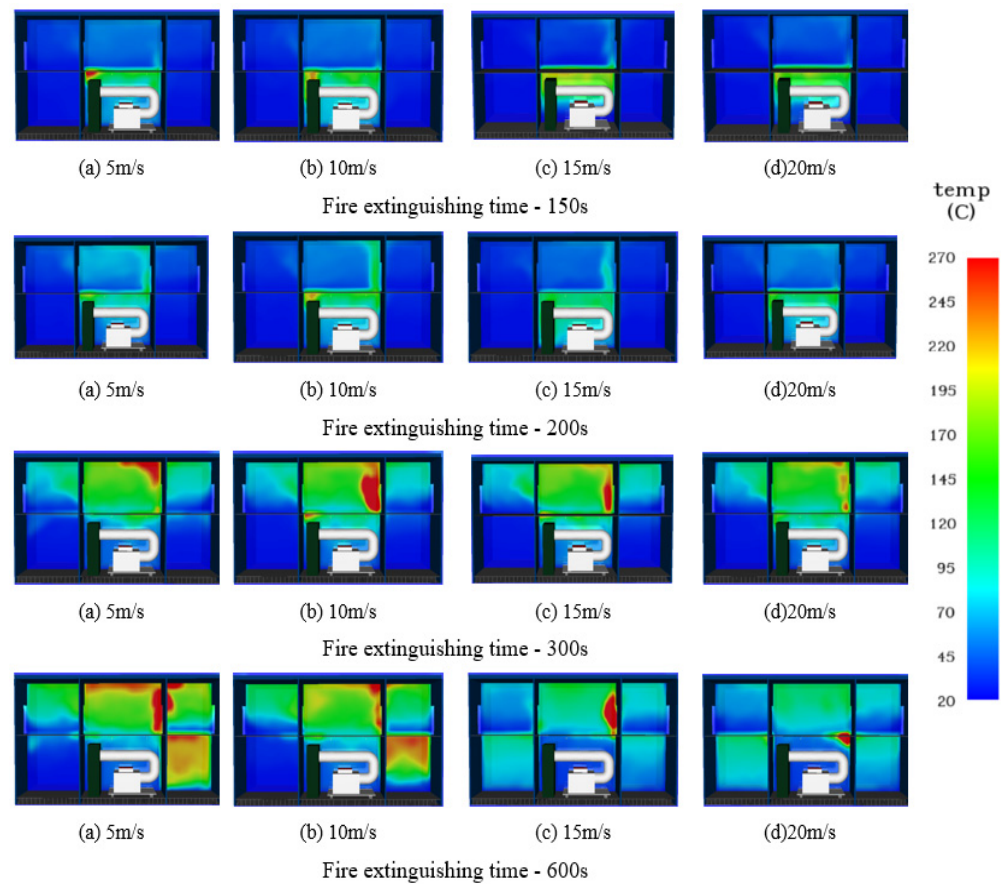 (a) 5m/s (b) 10m/s (c) 15m/s (d)20m/s
Fire extinguishing time - 150s
(a) 5m/s (b) 10m/s (c) 15m/s (d)20m/s
Fire extinguishing time - 200s
(a) 5m/s (b) 10m/s (c) 15m/s (d)20m/s
Fire extinguishing time - 300s
(a) 5m/s (b) 10m/s (c) 15m/s (d)20m/s
Fire extinguishing time - 600s
temp
(C)
270
245
220
195
170
145
120
95
70
45
20